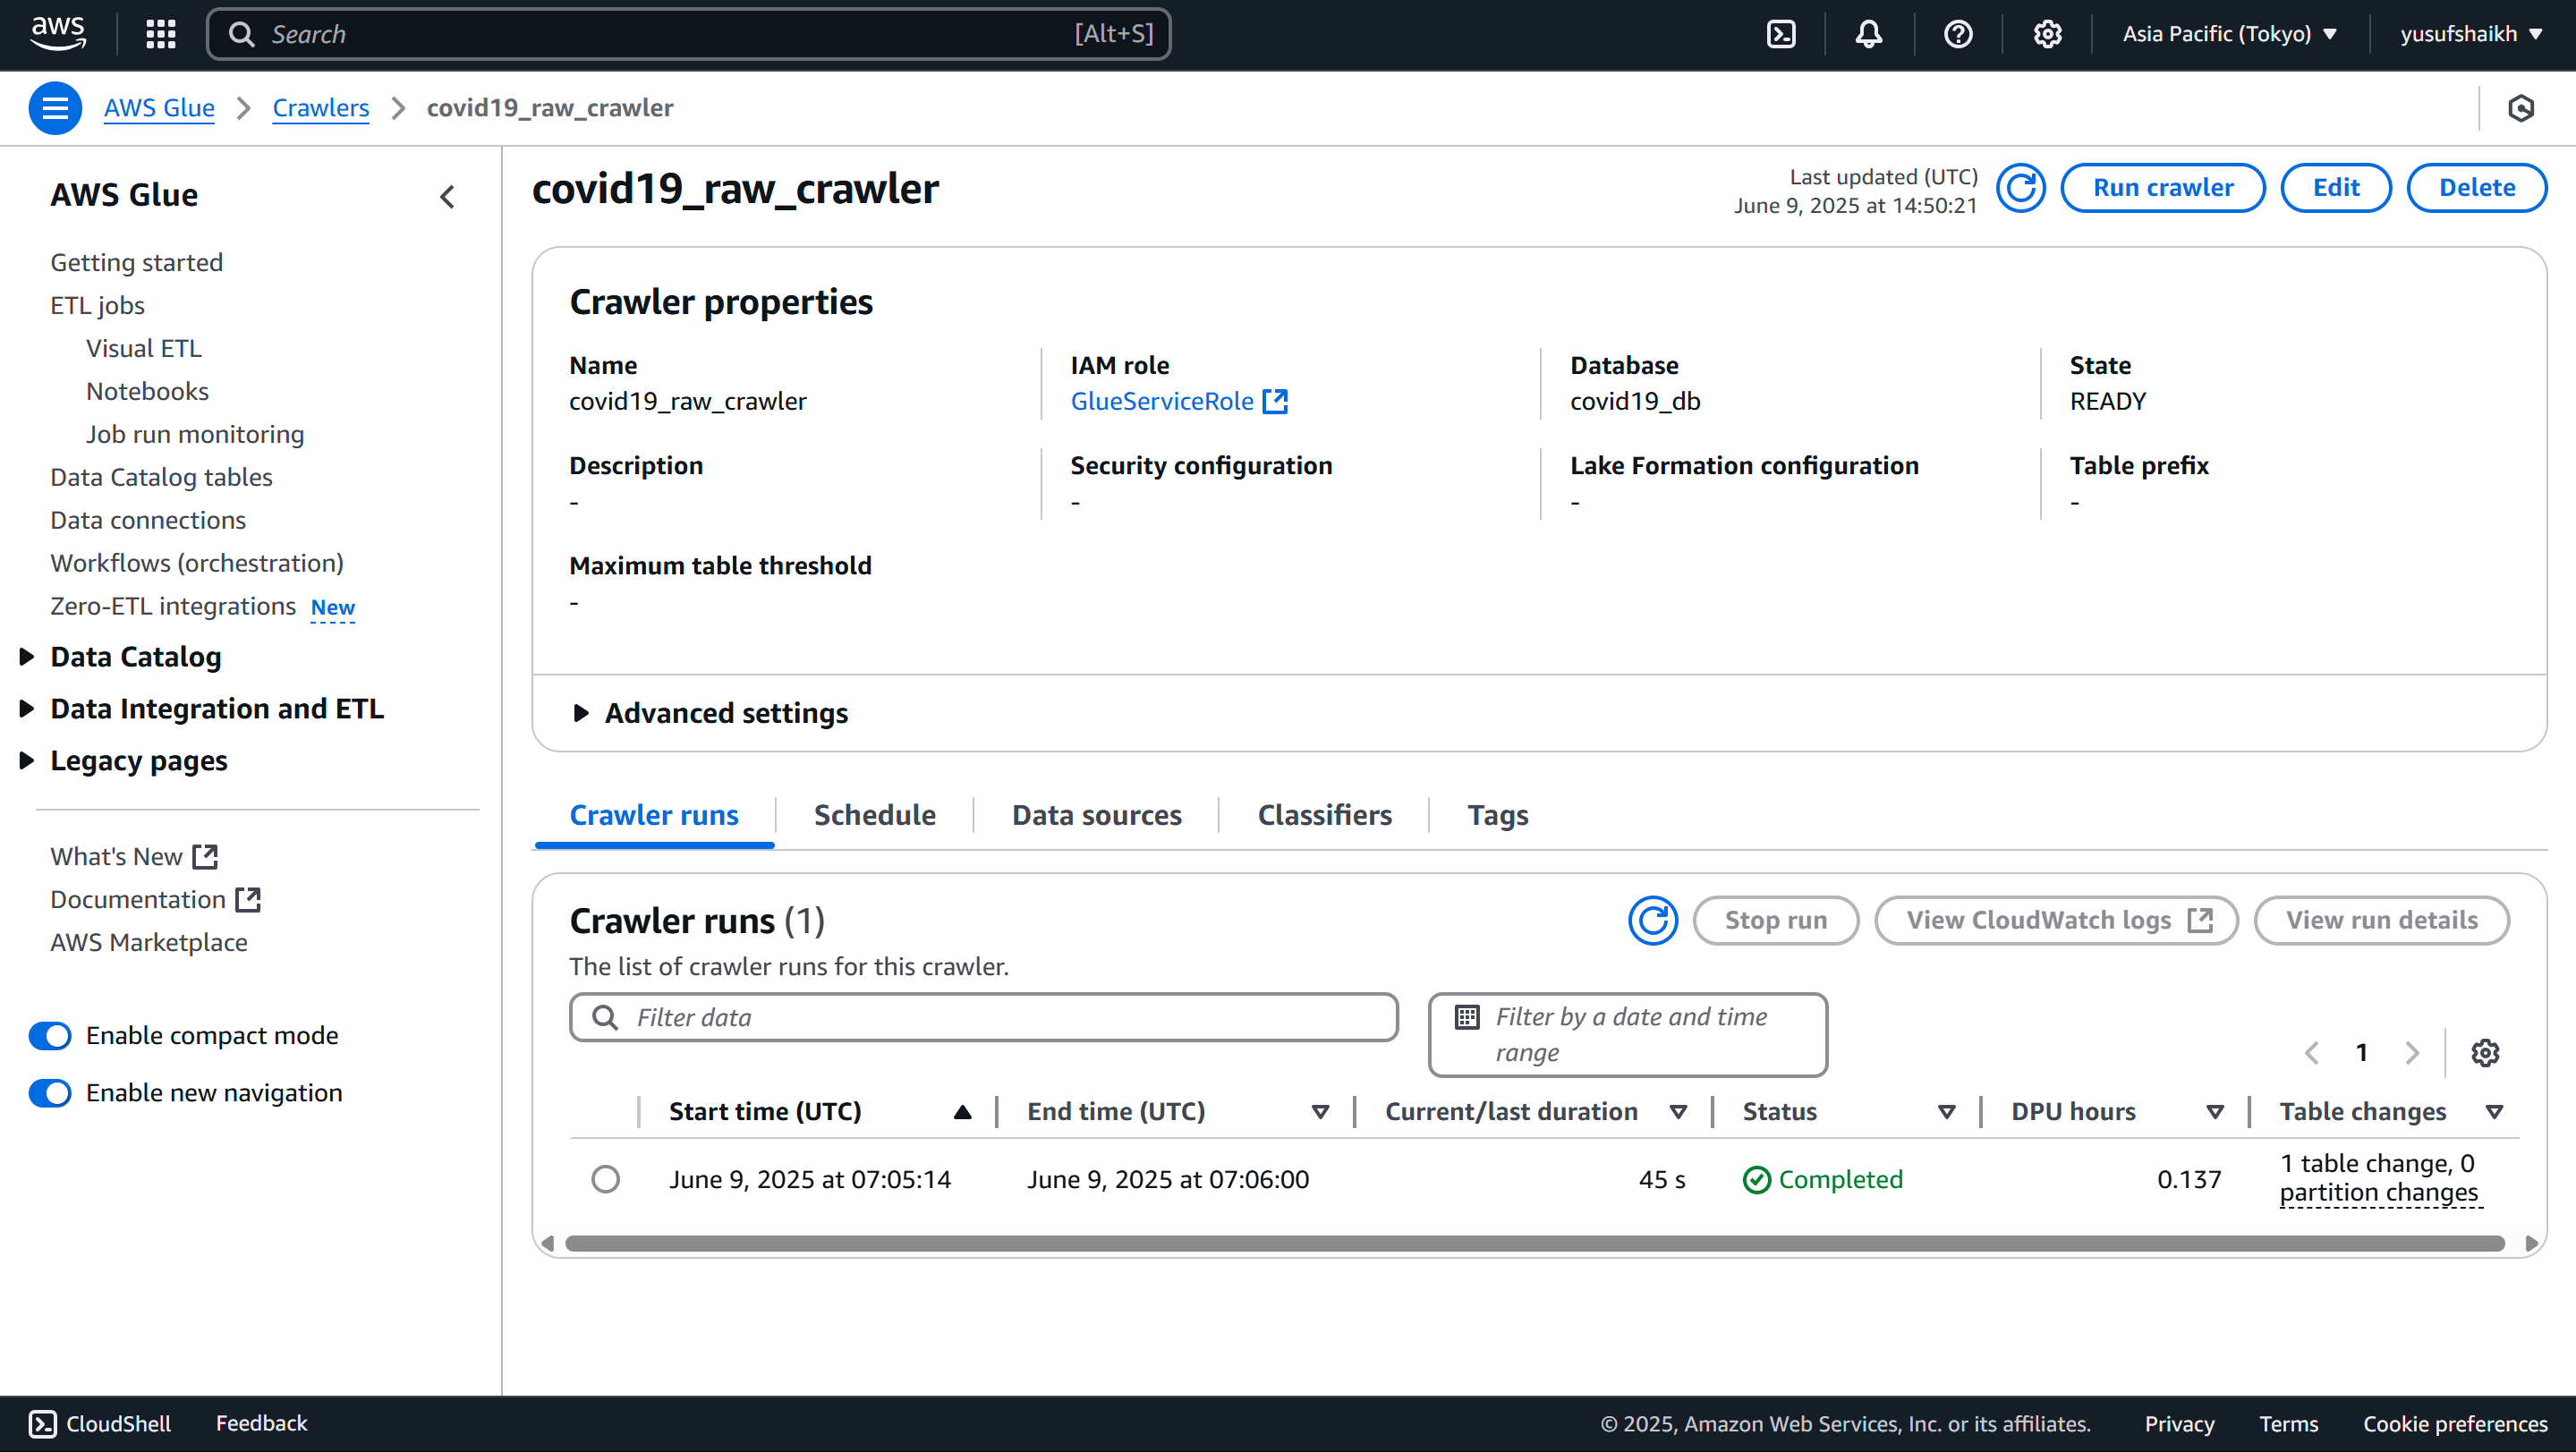 aws
Search [Alt+S]
Asia Pacific (Tokyo)
yusufshaikh
AWS Glue
Crawlers
covid19_raw_crawler
AWS Glue
Getting started
ETL jobs
Visual ETL
Notebooks
Job run monitoring
Data Catalog tables
Data connections
Workflows (orchestration)
Zero-ETL integrations New
Data Catalog
Data Integration and ETL
Legacy pages
What's New
Documentation
AWS Marketplace
Enable compact mode
Enable new navigation
covid19_raw_crawler
Last updated (UTC)
June 9, 2025 at 14:50:21
Run crawler
Edit
Delete
Crawler properties
Name
covid19_raw_crawler
IAM role
GlueServiceRole
Database
covid19_db
State
READY
Description
-
Security configuration
-
Lake Formation configuration
-
Table prefix
-
Maximum table threshold
-
Advanced settings
Crawler runs
Schedule
Data sources
Classifiers
Tags
Crawler runs (1)
The list of crawler runs for this crawler.
Stop run
View CloudWatch logs
View run details
Filter data
Filter by a date and time
range
1
Start time (UTC)
End time (UTC)
Current/last duration
Status
DPU hours
Table changes
June 9, 2025 at 07:05:14
June 9, 2025 at 07:06:00
45 s
Completed
0.137
1 table change, 0
partition changes
CloudShell
Feedback
© 2025, Amazon Web Services, Inc. or its affiliates.
Privacy
Terms
Cookie preferences